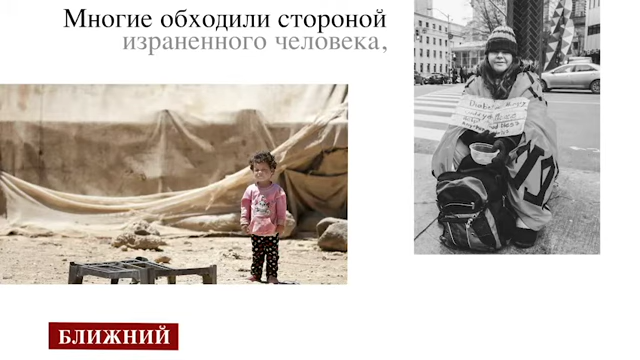 Многие обходили стороной
израненного человека,
БЛИЖНИЙ